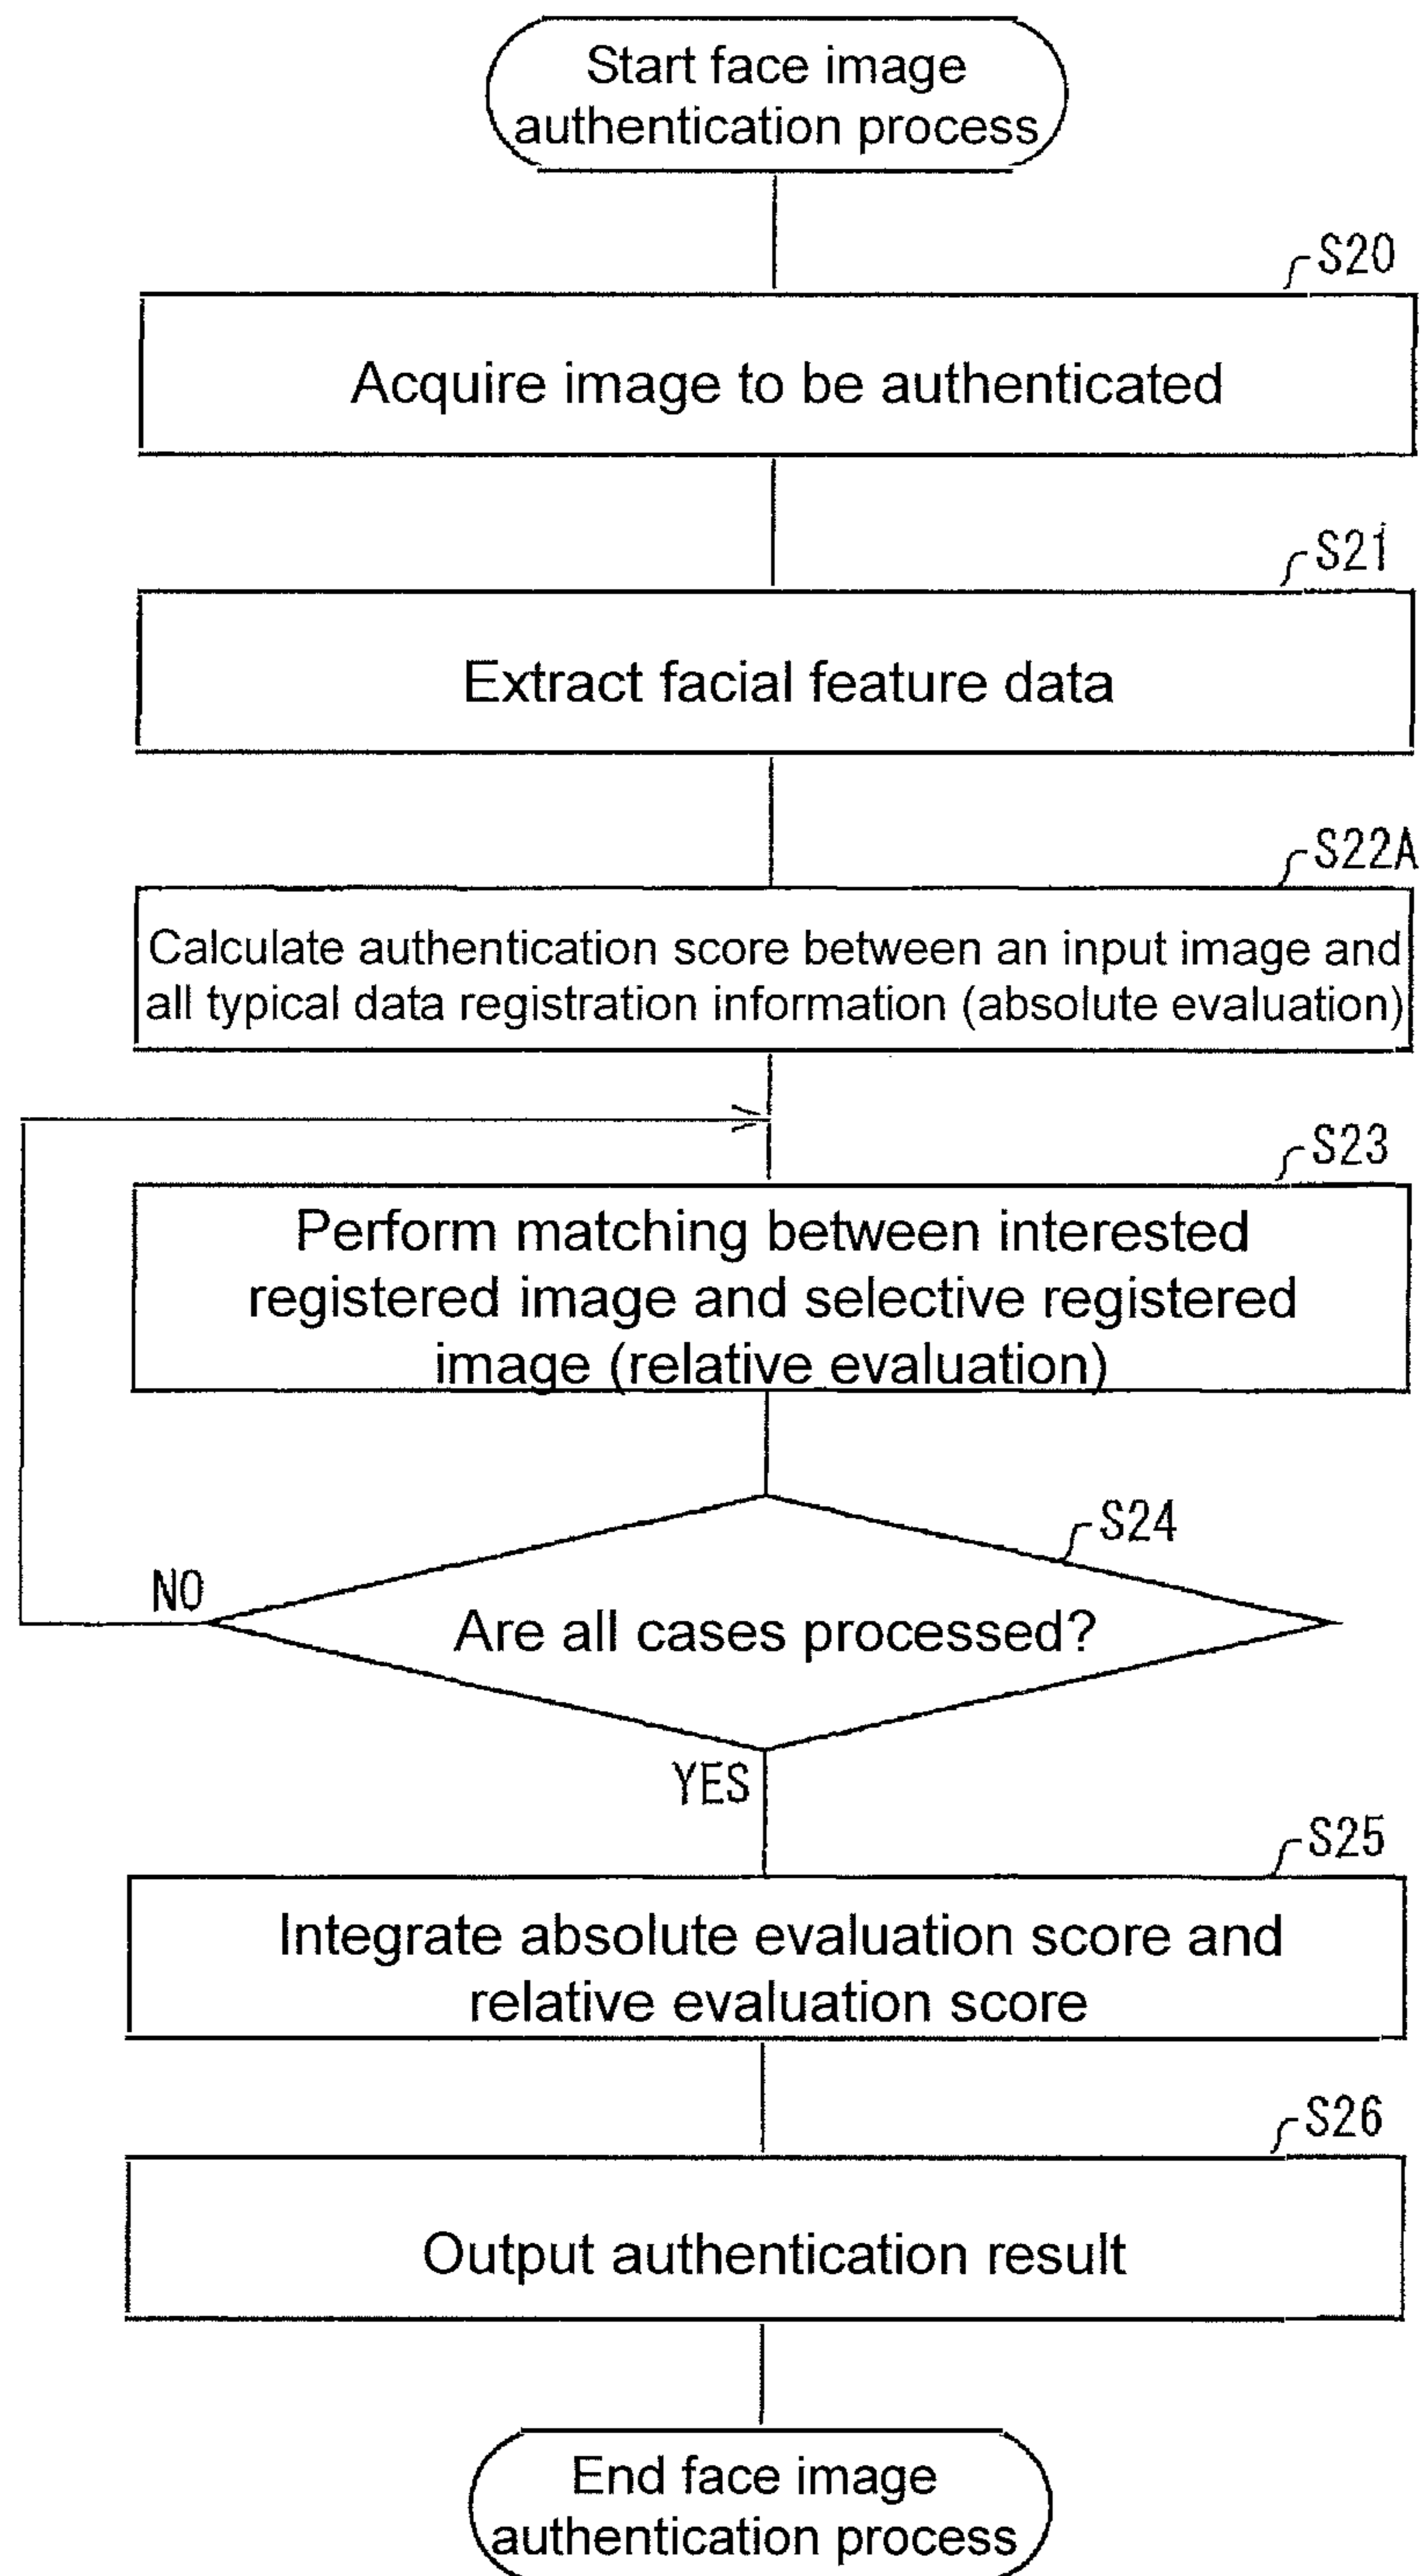 Start face image
authentication process
S20
Acquire image to be authenticated
S21
Extract facial feature data
S22A
Calculate authentication score between an input image and
all typical data registration information (absolute evaluation)
S23
Perform matching between interested
registered image and selective registered
image (relative evaluation)
S24
NO
Are all cases processed?
YES
S25
Integrate absolute evaluation score and
relative evaluation score
S26
Output authentication result
End face image
authentication process